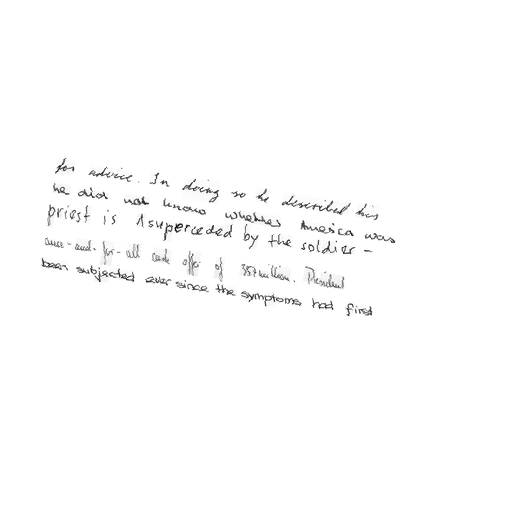 for advice. In doing so he described his
he did not know whether America was
priest is superceded by the soldier -
once-and-for-all cash offer of 357 million. President
been subjected ever since the symptoms had first